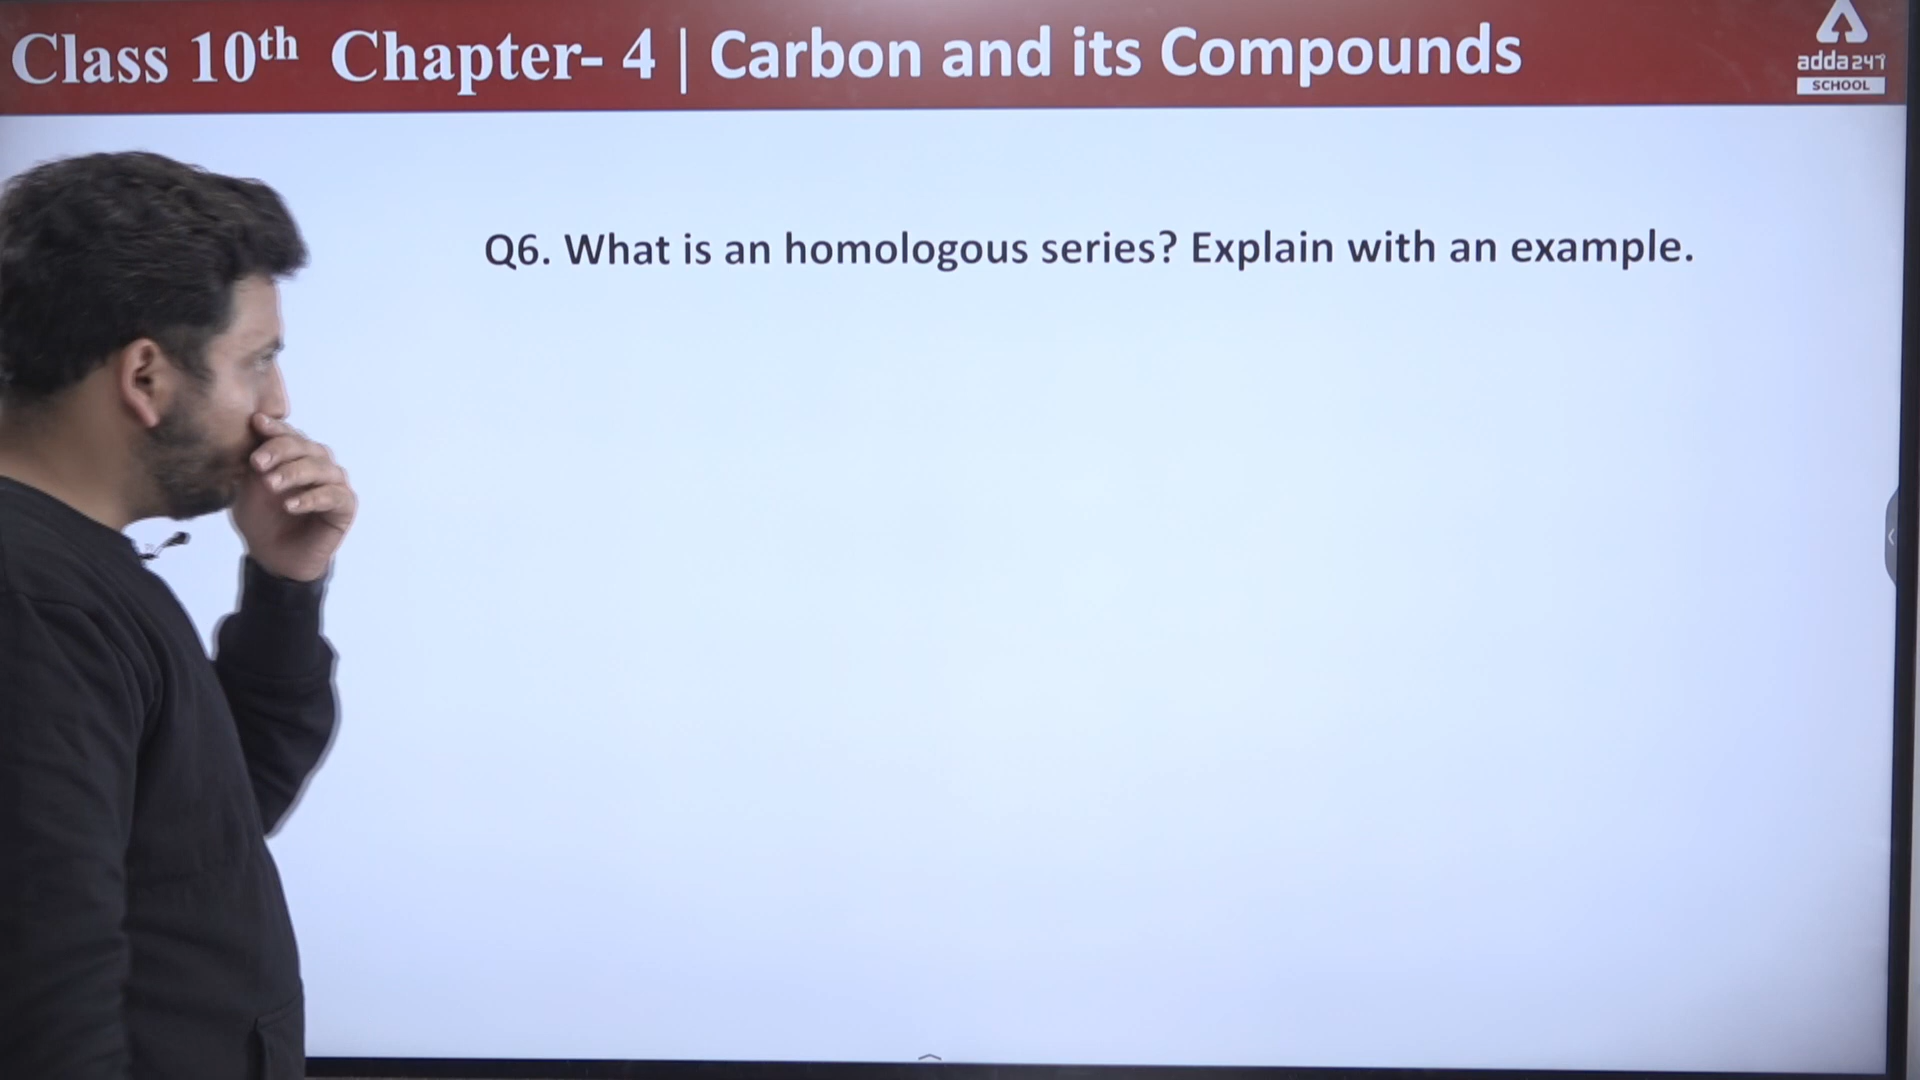 Class 10th Chapter- 4 | Carbon and its Compounds
adda247
SCHOOL
Q6. What is an homologous series? Explain with an example.